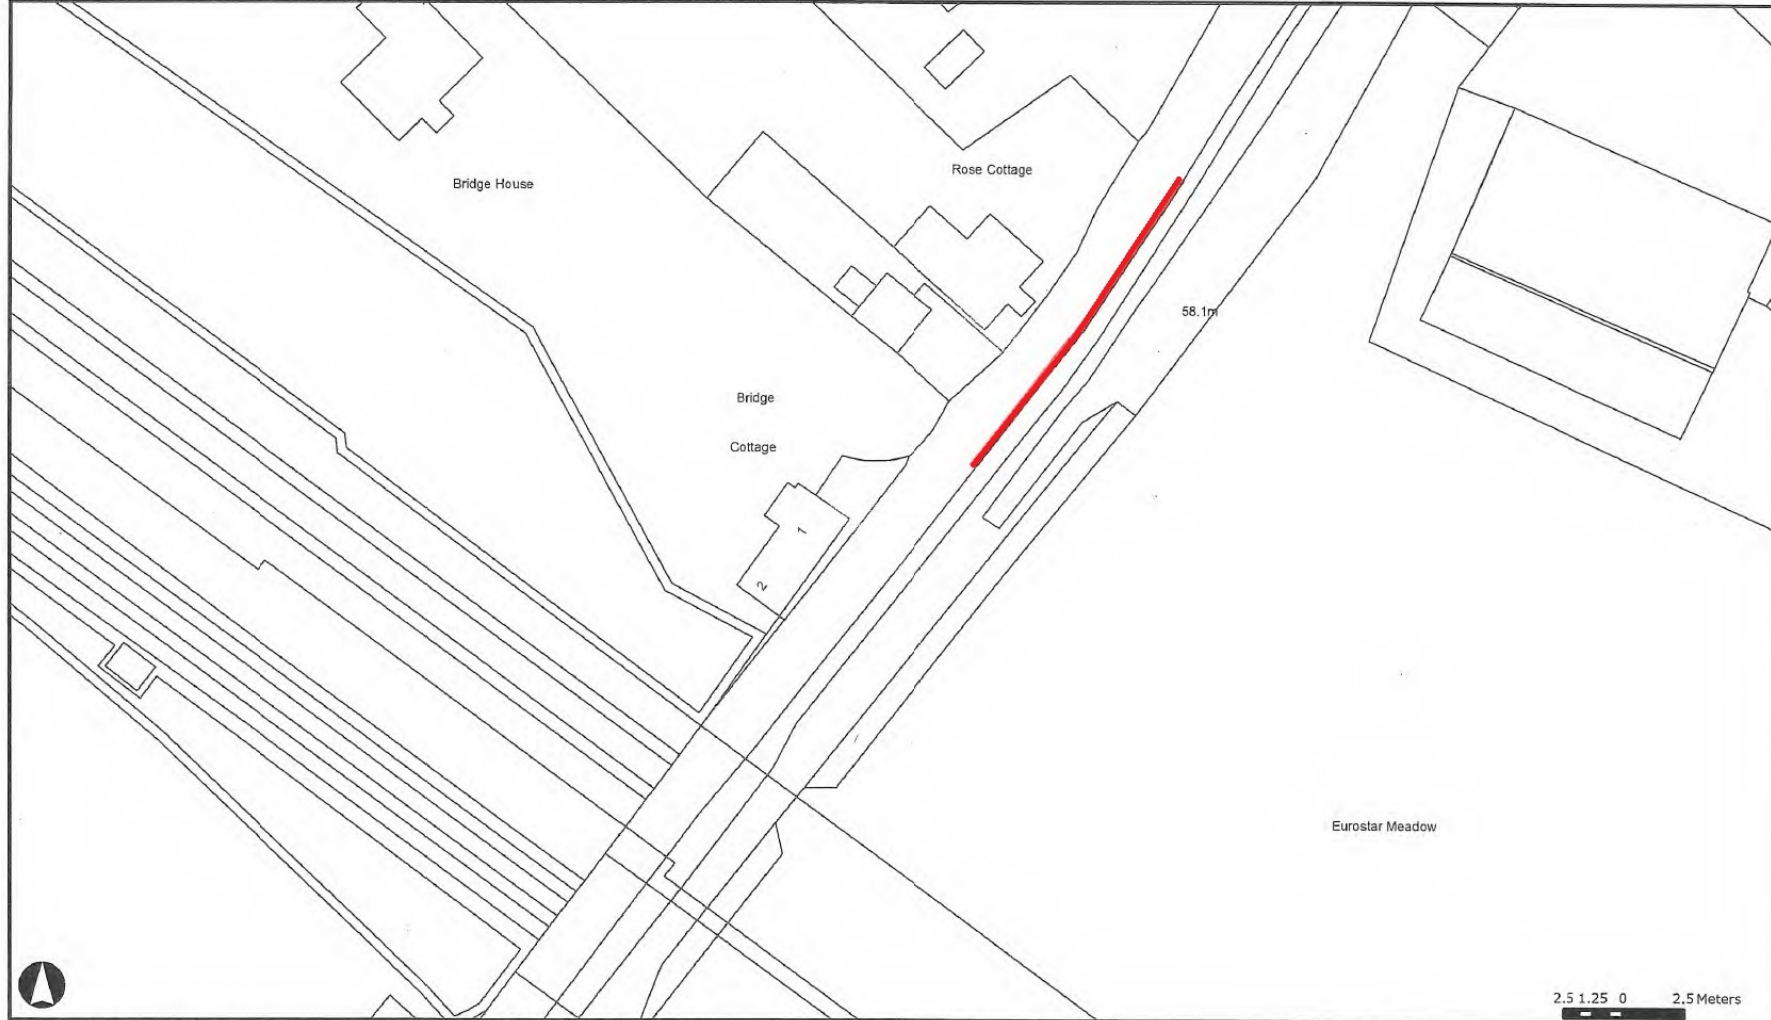 Rose Cottage
Bridge House
58.1m
Bridge
Cottage
1
2
Eurostar Meadow
2.5 1.25 0 2.5 Meters